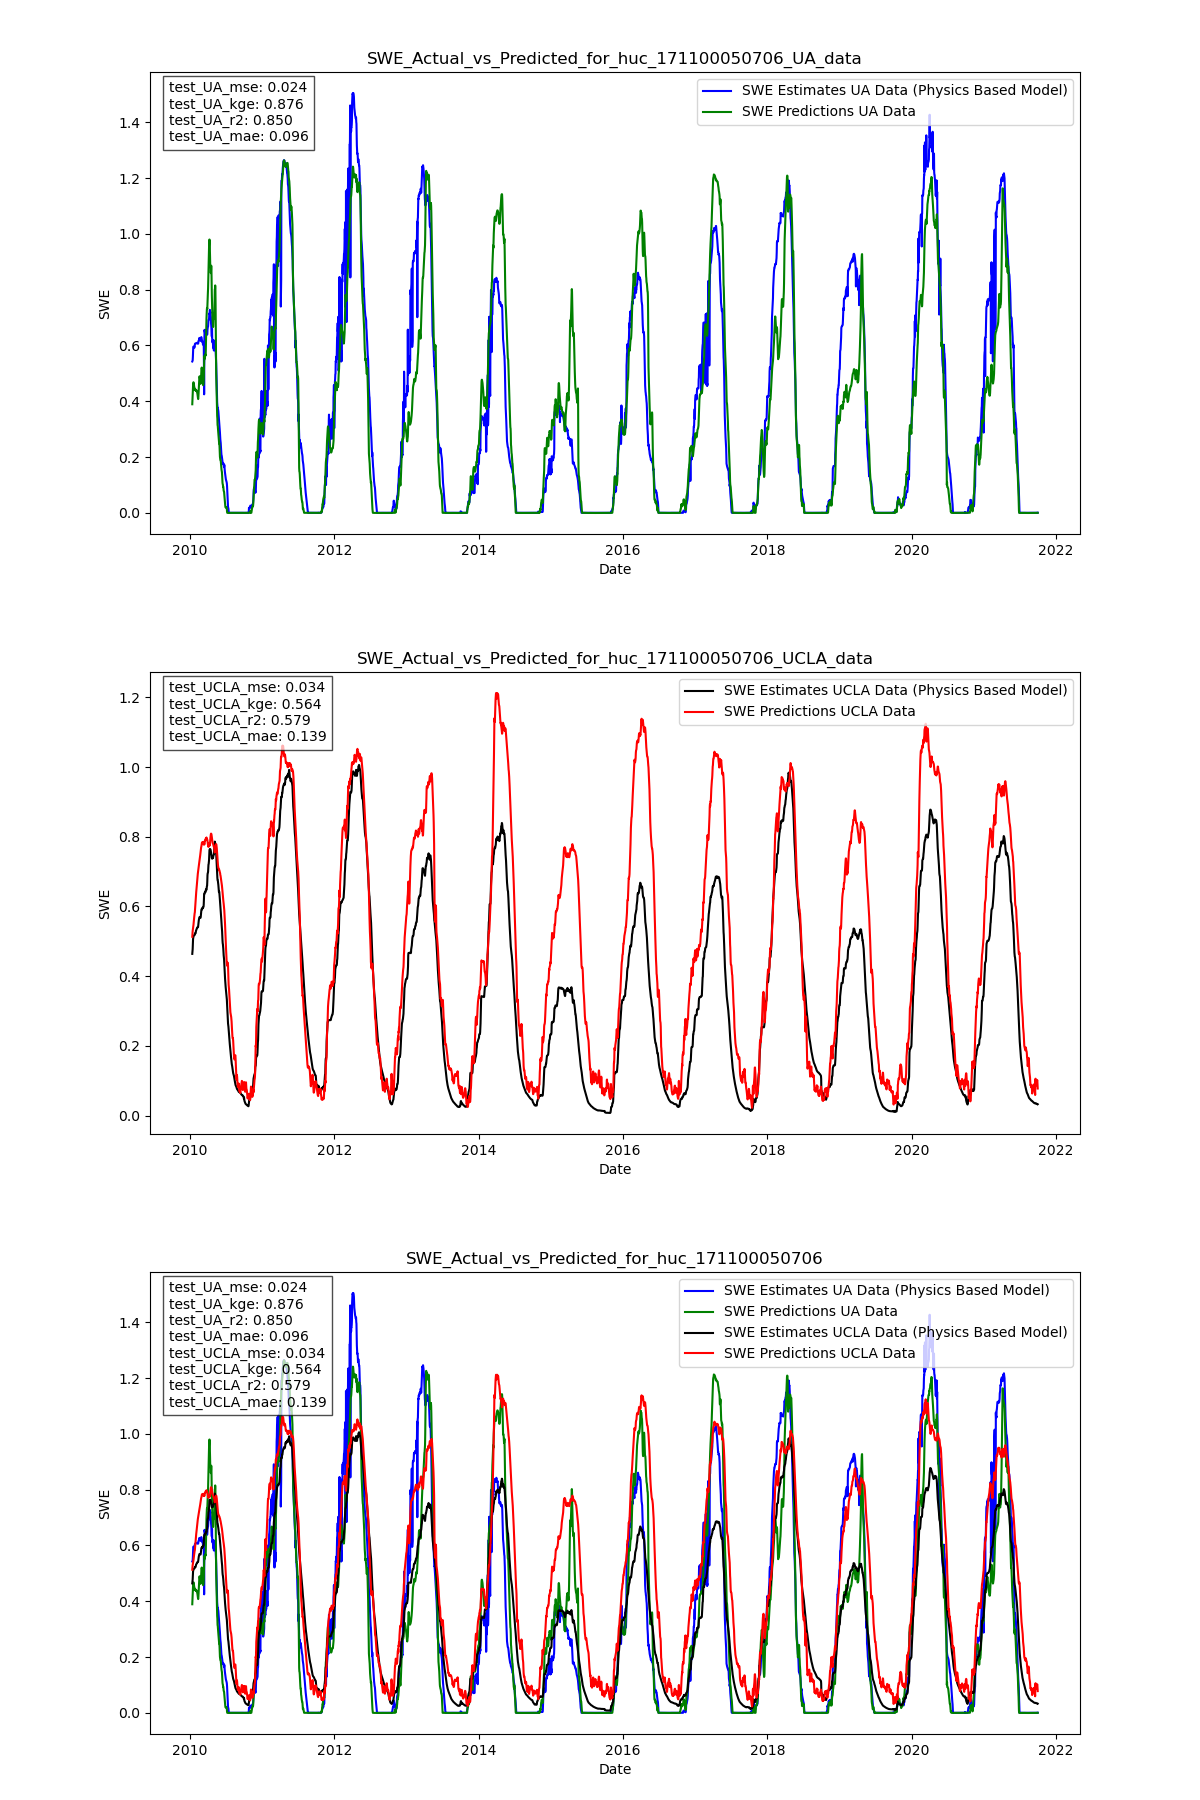 SWE_Actual_vs_Predicted_for_huc_171100050706_UA_data
test_UA_mse: 0.024
test_UA_kge: 0.876
test_UA_r2: 0.850
test_UA_mae: 0.096
SWE Estimates UA Data (Physics Based Model)
SWE Predictions UA Data
1.4
1.2
1.0
0.8
0.6
0.4
0.2
0.0
SWE
2010 2012 2014 2016 2018 2020 2022
Date
SWE_Actual_vs_Predicted_for_huc_171100050706_UCLA_data
test_UCLA_mse: 0.034
test_UCLA_kge: 0.564
test_UCLA_r2: 0.579
test_UCLA_mae: 0.139
SWE Estimates UCLA Data (Physics Based Model)
SWE Predictions UCLA Data
1.2
1.0
0.8
0.6
0.4
0.2
0.0
SWE
2010 2012 2014 2016 2018 2020 2022
Date
SWE_Actual_vs_Predicted_for_huc_171100050706
test_UA_mse: 0.024
test_UA_kge: 0.876
test_UA_r2: 0.850
test_UA_mae: 0.096
test_UCLA_mse: 0.034
test_UCLA_kge: 0.564
test_UCLA_r2: 0.579
test_UCLA_mae: 0.139
SWE Estimates UA Data (Physics Based Model)
SWE Predictions UA Data
SWE Estimates UCLA Data (Physics Based Model)
SWE Predictions UCLA Data
1.4
1.2
1.0
0.8
0.6
0.4
0.2
0.0
SWE
2010 2012 2014 2016 2018 2020 2022
Date